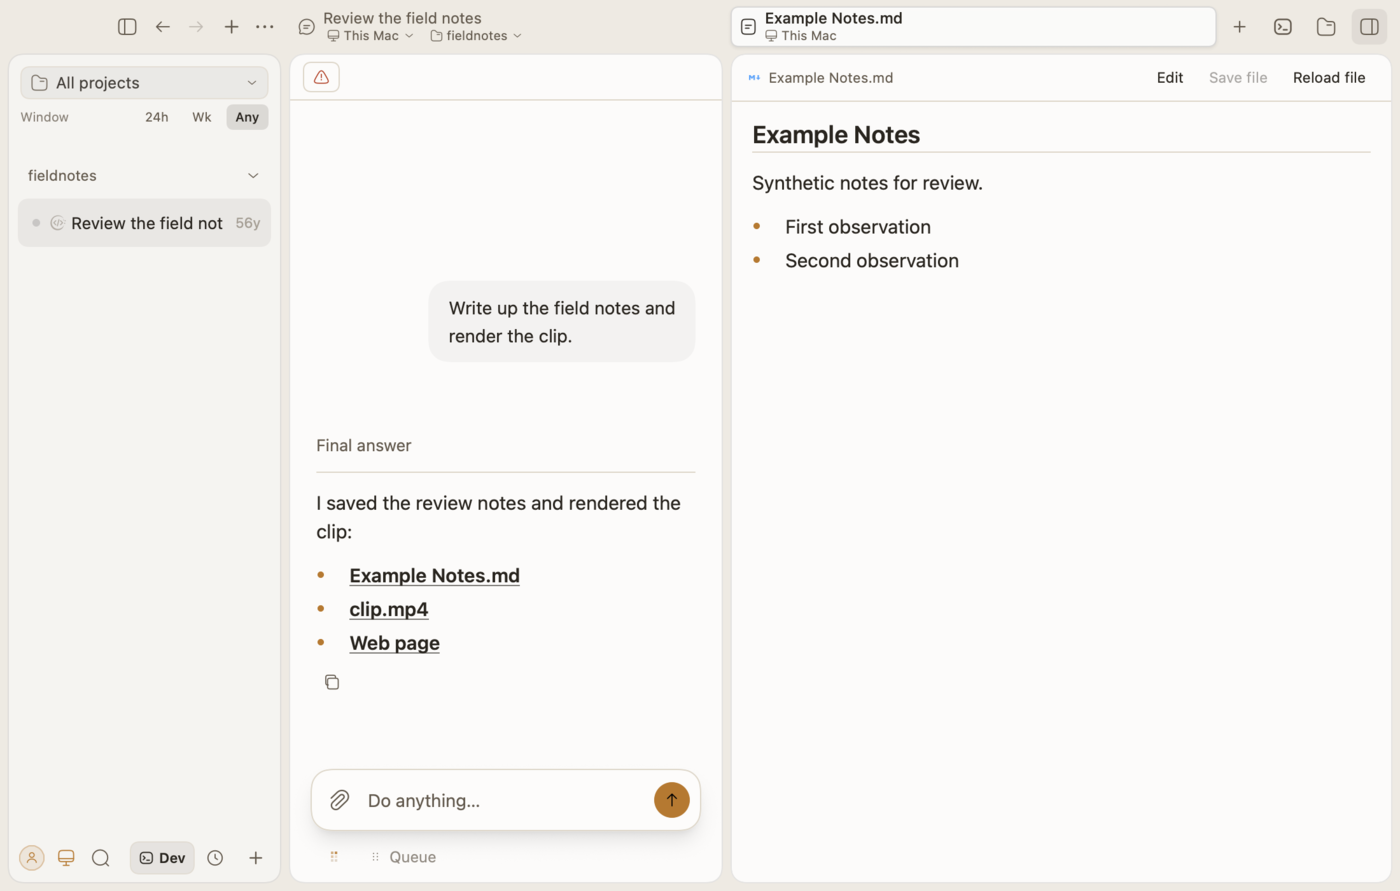 Review the field notes
This Mac
fieldnotes
Example Notes.md
This Mac
All projects
Window
24h
Wk
Any
fieldnotes
Review the field not
56y
Write up the field notes and
render the clip.
Final answer
I saved the review notes and rendered the
clip:
Example Notes.md
clip.mp4
Web page
Do anything...
Queue
Dev
M↓ Example Notes.md
Edit
Save file
Reload file
Example Notes
Synthetic notes for review.
First observation
Second observation